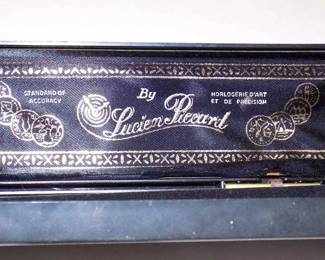 STANDARD OF
ACCURACY
By
Lucien Piccard
HORLOGERIE D'ART
ET DE PRECISION